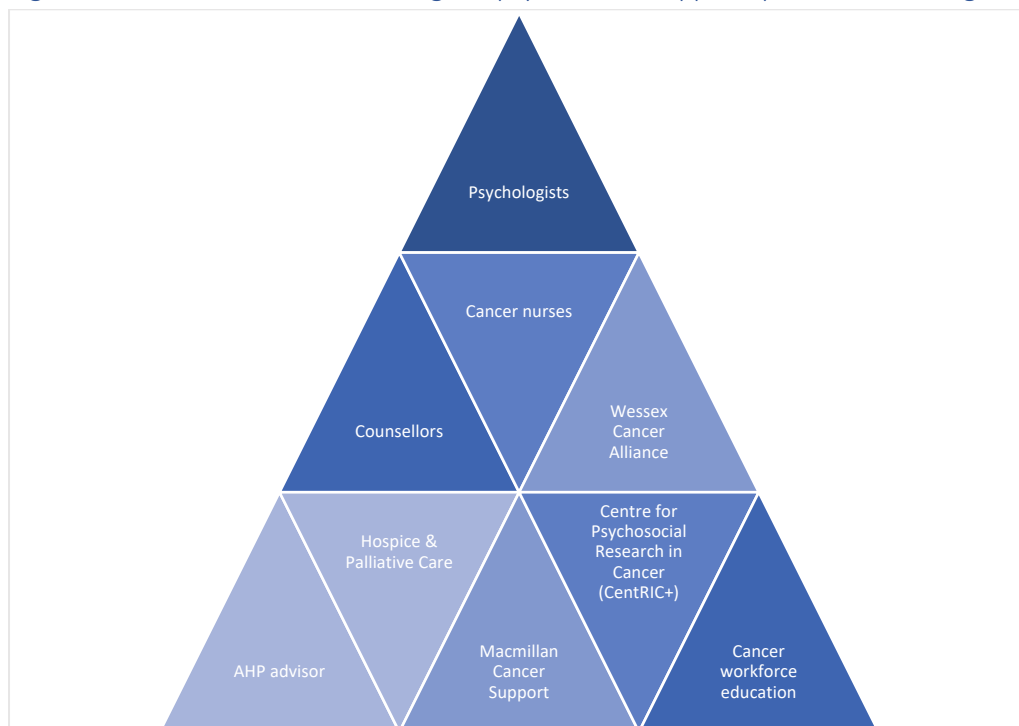 Psychologists
Cancer nurses
Counsellors
Wessex
Cancer
Alliance
Hospice &
Palliative Care
Centre for
Psychosocial
Research in
Cancer
(CentRIC+)
AHP advisor
Macmillan
Cancer
Support
Cancer
workforce
education